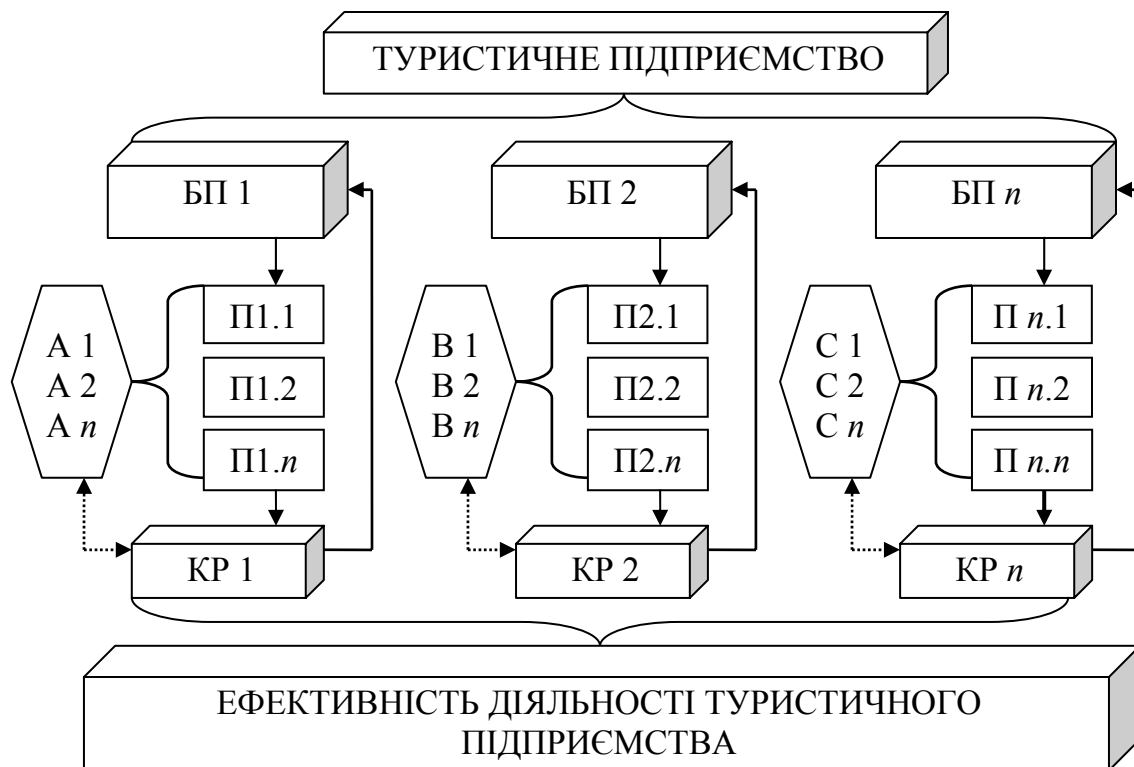 ТУРИСТИЧНЕ ПІДПРИЄМСТВО
БП 1
БП 2
БП n
А 1
А 2
А n
П1.1
П1.2
П1.n
В 1
В 2
В n
П2.1
П2.2
П2.n
С 1
С 2
С n
П n.1
П n.2
П n.n
КР 1
КР 2
КР n
ЕФЕКТИВНІСТЬ ДІЯЛЬНОСТІ ТУРИСТИЧНОГО
ПІДПРИЄМСТВА